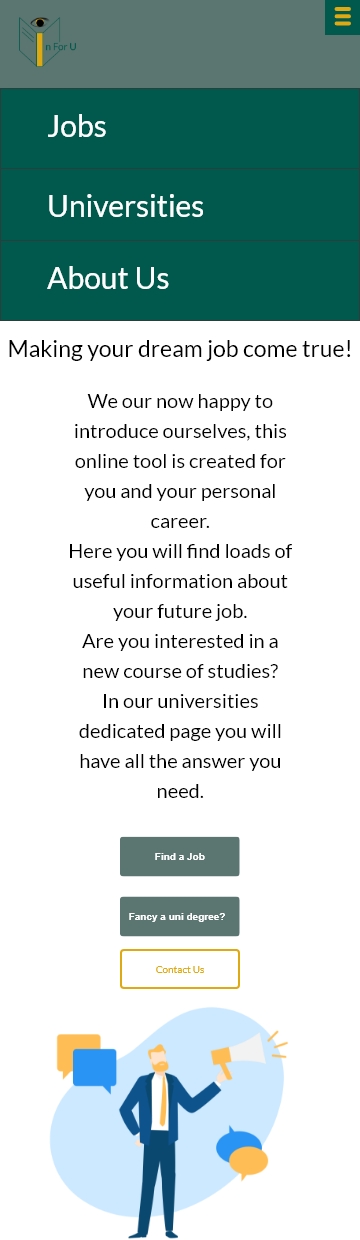 n For U
Jobs
Universities
About Us
Making your dream job come true!
We our now happy to
introduce ourselves, this
online tool is created for
you and your personal
career.
Here you will find loads of
useful information about
your future job.
Are you interested in a
new course of studies?
In our universities
dedicated page you will
have all the answer you
need.
Find a Job
Fancy a uni degree?
Contact Us